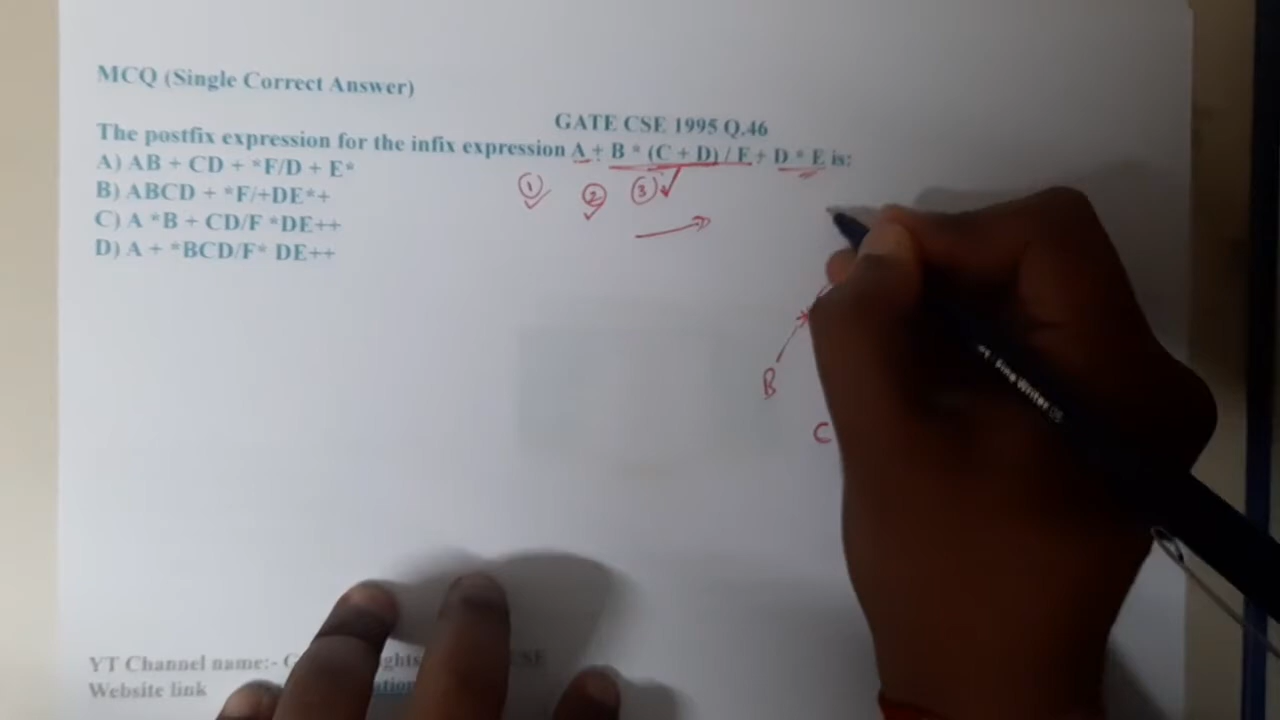 MCQ (Single Correct Answer)
GATE CSE 1995 Q.46
The postfix expression for the infix expression A + B * (C + D) / F + D * E is:
A) AB + CD + *F/D + E*
B) ABCD + *F/+DE*+
C) A *B + CD/F *DE++
D) A + *BCD/F* DE++
1 2 3
B
C
YT Channel name:- CSE
Website link